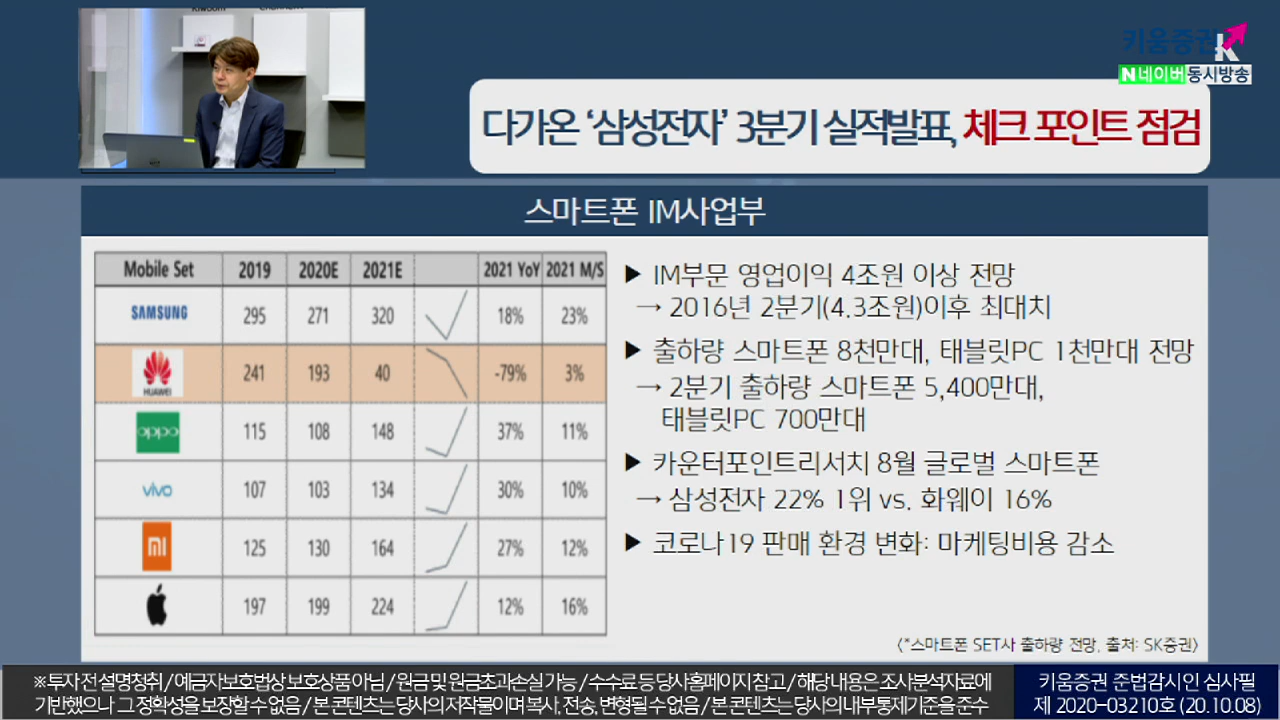 키움증권
N 네이버 동시방송
다가온 ‘삼성전자’ 3분기 실적발표, 체크 포인트 점검
스마트폰 IM사업부
Mobile Set 2019 2020E 2021E 2021 YoY 2021 M/S
SAMSUNG 295 271 320 18% 23%
HUAWEI 241 193 40 -79% 3%
oppo 115 108 148 37% 11%
vivo 107 103 134 30% 10%
MI 125 130 164 27% 12%
197 199 224 12% 16%
▶ IM부문 영업이익 4조원 이상 전망
→ 2016년 2분기(4.3조원)이후 최대치
▶ 출하량 스마트폰 8천만대, 태블릿PC 1천만대 전망
→ 2분기 출하량 스마트폰 5,400만대,
태블릿PC 700만대
▶ 카운터포인트리서치 8월 글로벌 스마트폰
→ 삼성전자 22% 1위 vs. 화웨이 16%
▶ 코로나19 판매 환경 변화: 마케팅비용 감소
(*스마트폰 SET사 출하량 전망, 출처: SK증권)
※ 투자 전 설명청취 / 예금자보호법상 보호상품 아님 / 원금 및 원금초과손실 가능 / 수수료 등 당사홈페이지 참고 / 해당 내용은 조사분석자료에
기반했으나 그 정확성을 보장할 수 없음 / 본 콘텐츠는 당사의 저작물이며 복사, 전송, 변형될 수 없음 / 본 콘텐츠는 당사의 내부통제기준을 준수
키움증권 준법감시인 심사필
제 2020-03210호 (20.10.08)